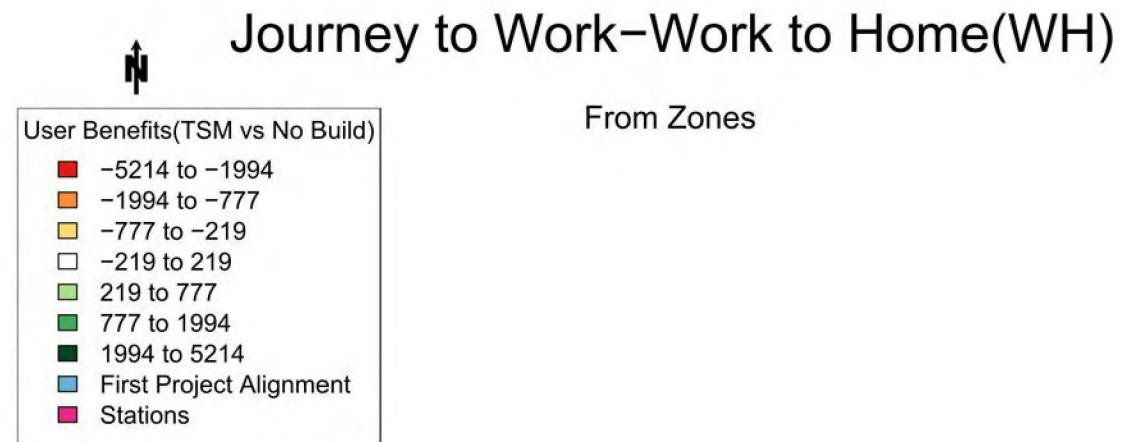 Journey to Work−Work to Home(WH)
N
From Zones
User Benefits(TSM vs No Build)
−5214 to −1994
−1994 to −777
−777 to −219
−219 to 219
219 to 777
777 to 1994
1994 to 5214
First Project Alignment
Stations